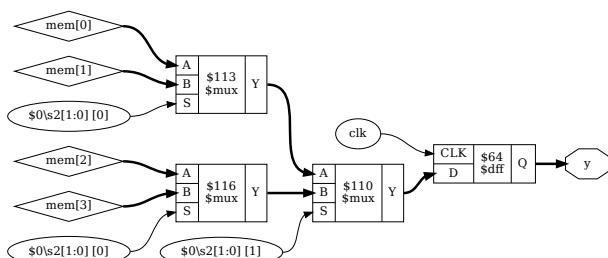 mem[0]
mem[1]
$0\s2[1:0] [0]
A
B
S
$113
$mux
Y
mem[2]
mem[3]
$0\s2[1:0] [0]
A
B
S
$116
$mux
Y
$0\s2[1:0] [1]
A
B
S
$110
$mux
Y
clk
CLK
D
$64
$dff
Q
y